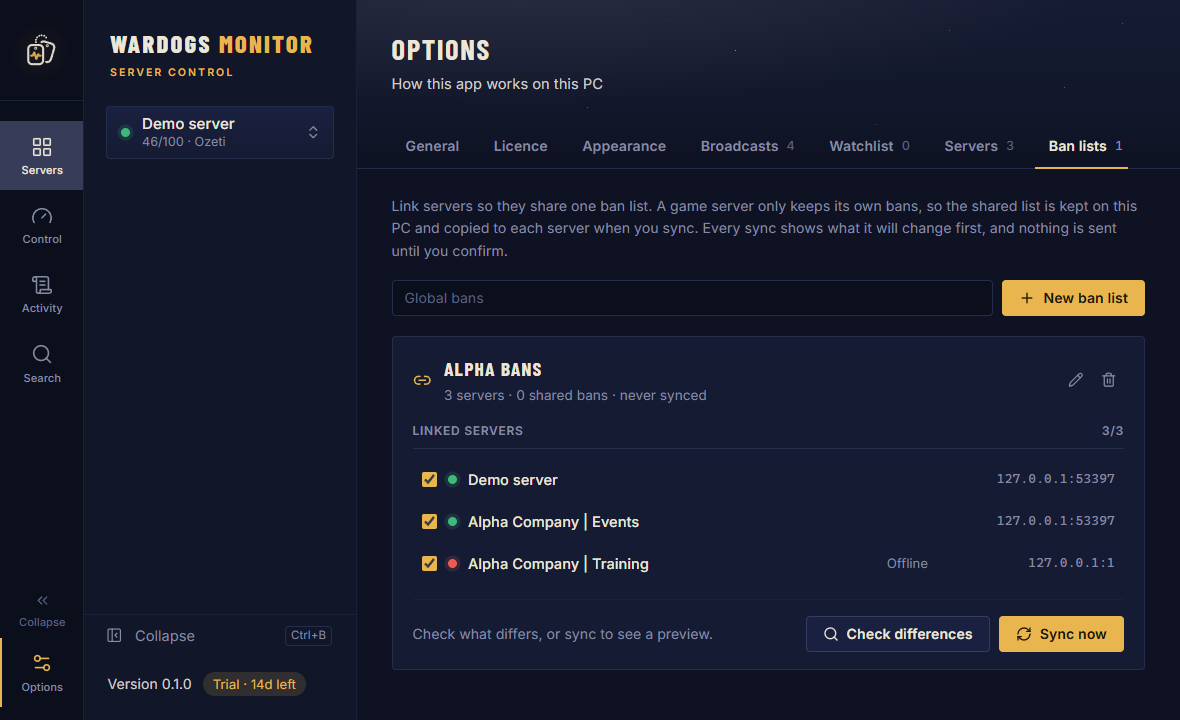 WARDOGS MONITOR
SERVER CONTROL
Demo server
46/100 · Ozeti
Servers
Control
Activity
Search
Collapse
Options
Collapse Ctrl+B
Version 0.1.0 Trial · 14d left
OPTIONS
How this app works on this PC
General Licence Appearance Broadcasts 4 Watchlist 0 Servers 3 Ban lists 1
Link servers so they share one ban list. A game server only keeps its own bans, so the shared list is kept on this
PC and copied to each server when you sync. Every sync shows what it will change first, and nothing is sent
until you confirm.
Global bans
New ban list
ALPHA BANS
3 servers · 0 shared bans · never synced
LINKED SERVERS 3/3
Demo server 127.0.0.1:53397
Alpha Company | Events 127.0.0.1:53397
Alpha Company | Training Offline 127.0.0.1:1
Check what differs, or sync to see a preview.
Check differences
Sync now